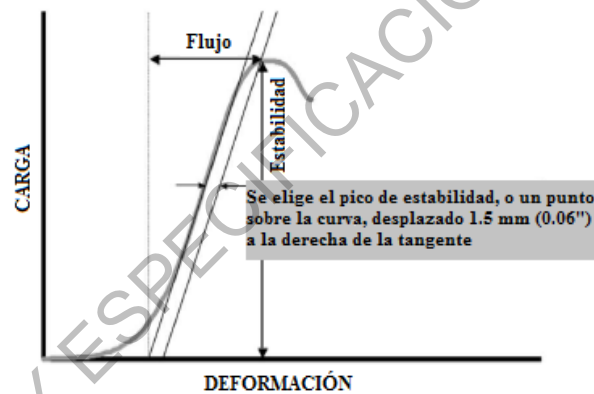 Flujo
Estabilidad
CARGA
Se elige el pico de estabilidad, o un punto
sobre la curva, desplazado 1.5 mm (0.06")
a la derecha de la tangente
DEFORMACIÓN
Y ESPECIFICACIO